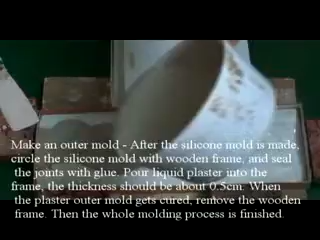 Make an outer mold - After the silicone mold is made,
circle the silicone mold with wooden frame, and seal
the joints with glue. Pour liquid plaster into the
frame, the thickness should be about 0.5cm. When
the plaster outer mold gets cured, remove the wooden
frame. Then the whole molding process is finished.